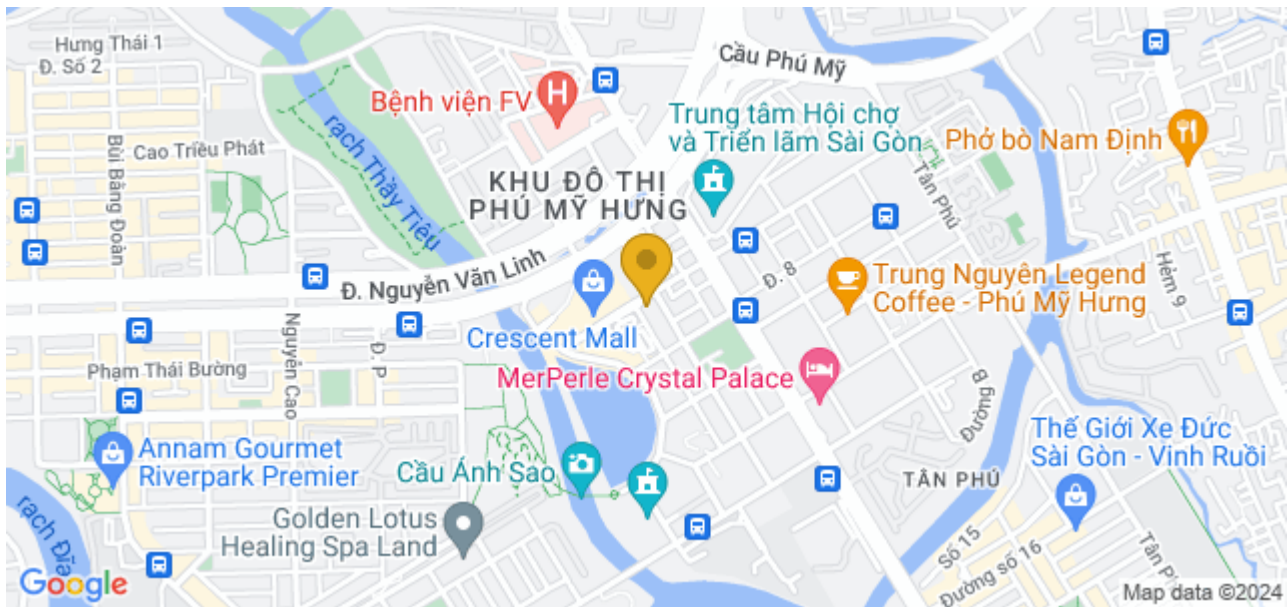 Hưng Thái 1
Đ. Số 2
Cầu Phú Mỹ
Bệnh viện FV
H
Trung tâm Hội chợ
và Triển lãm Sài Gòn
Phở bò Nam Định
rạch Thầy Tiêu
Bùi Bằng Đoàn
Cao Triều Phát
KHU ĐÔ THỊ
PHÚ MỸ HƯNG
Tân Phú
Đ. Nguyễn Văn Linh
Đ. 8
Trung Nguyên Legend
Coffee - Phú Mỹ Hưng
Hẻm 9
Crescent Mall
Nguyễn Cao
Đ. P
Phạm Thái Bường
MerPerle Crystal Palace
Đường B
Annam Gourmet
Riverpark Premier
Thế Giới Xe Đức
Sài Gòn - Vinh Ruồi
Cầu Ánh Sao
TÂN PHÚ
Golden Lotus
Healing Spa Land
rạch Đĩa
Số 15
Đường số 16
Tân P
Google
Map data ©2024